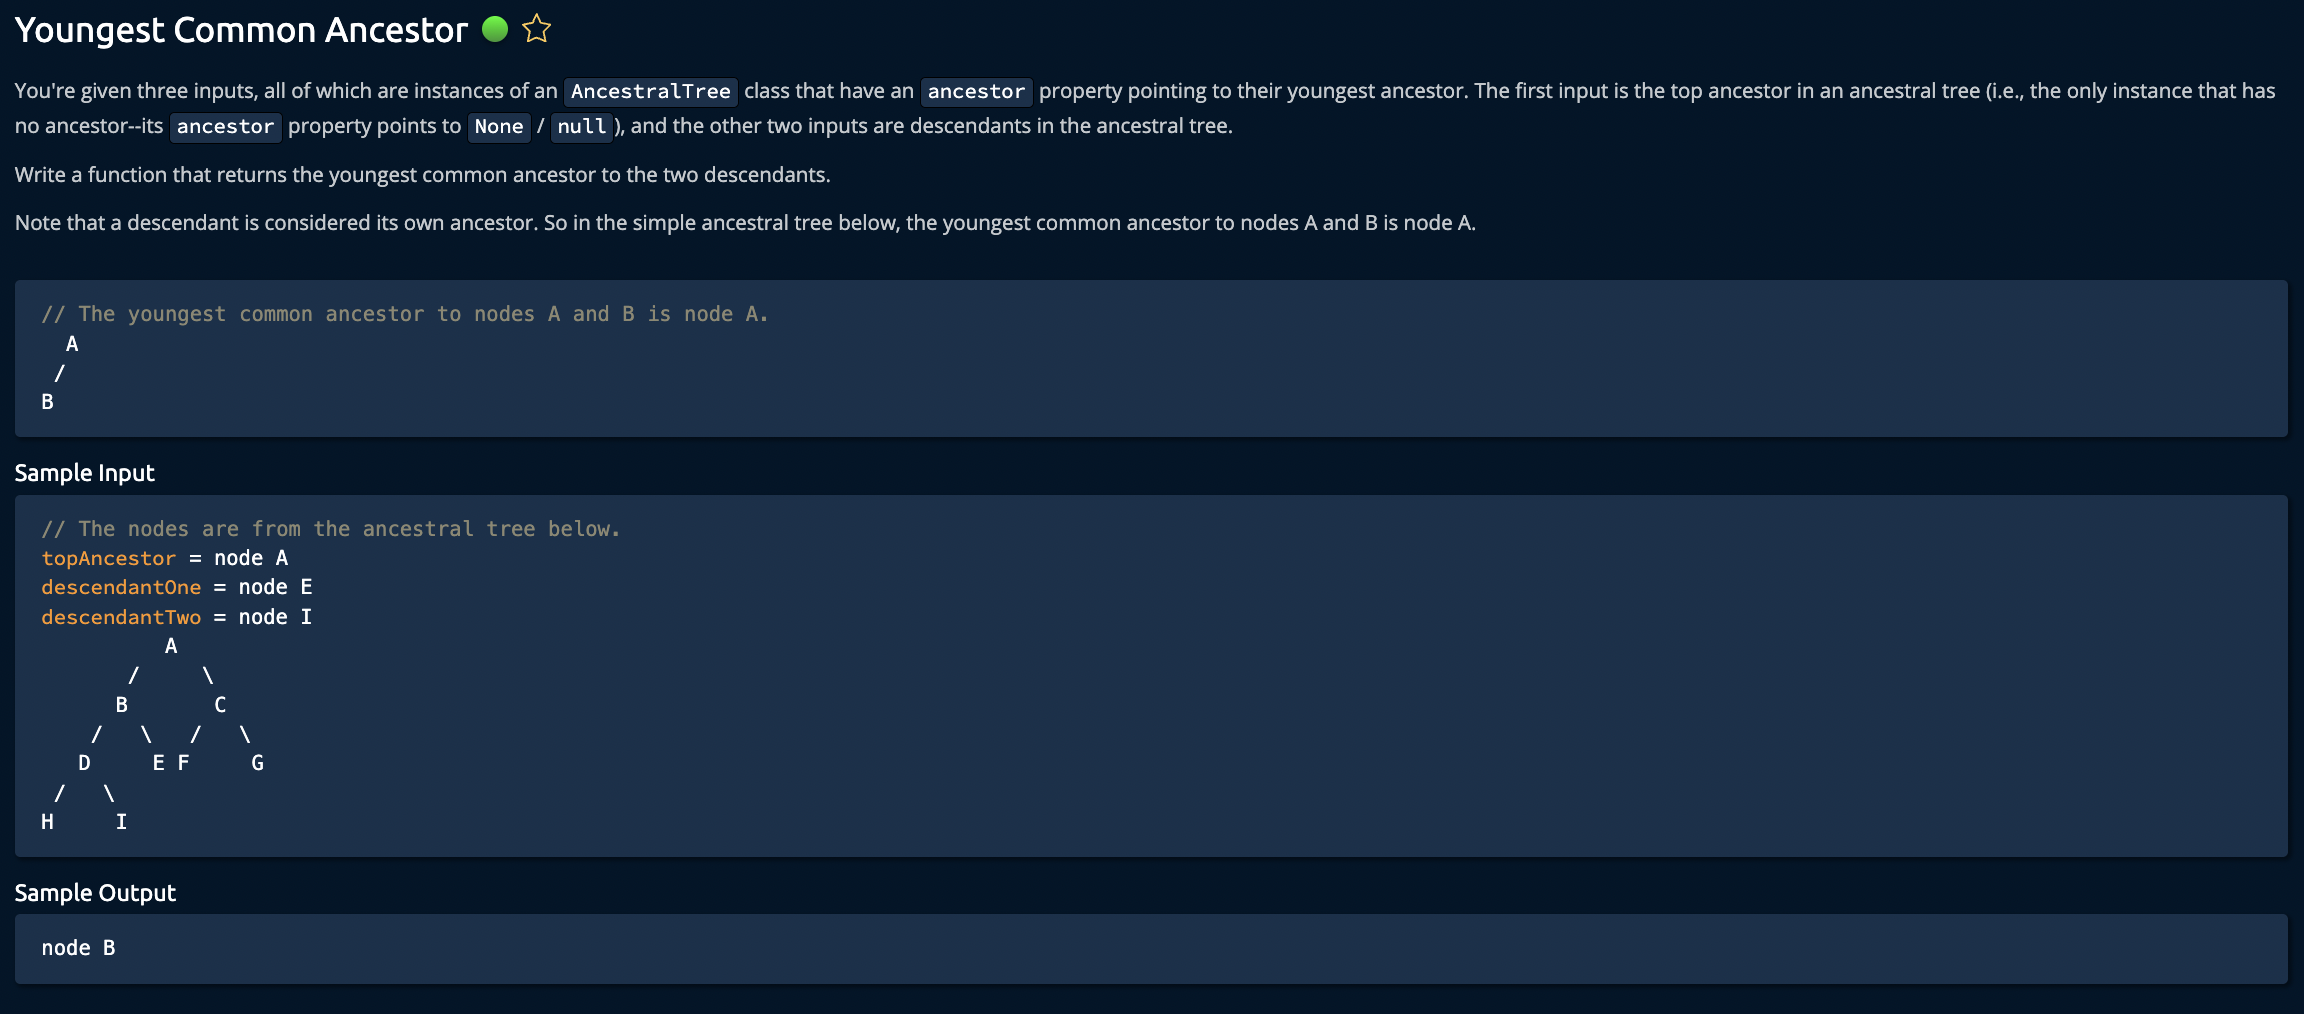 Youngest Common Ancestor
You're given three inputs, all of which are instances of an AncestralTree class that have an ancestor property pointing to their youngest ancestor. The first input is the top ancestor in an ancestral tree (i.e., the only instance that has
no ancestor--its ancestor property points to None / null ), and the other two inputs are descendants in the ancestral tree.
Write a function that returns the youngest common ancestor to the two descendants.
Note that a descendant is considered its own ancestor. So in the simple ancestral tree below, the youngest common ancestor to nodes A and B is node A.
// The youngest common ancestor to nodes A and B is node A.
  A
 /
B
Sample Input
// The nodes are from the ancestral tree below.
topAncestor = node A
descendantOne = node E
descendantTwo = node I
          A
       /     \
      B       C
    /   \   /   \
   D     E F     G
 /   \
H     I
Sample Output
node B